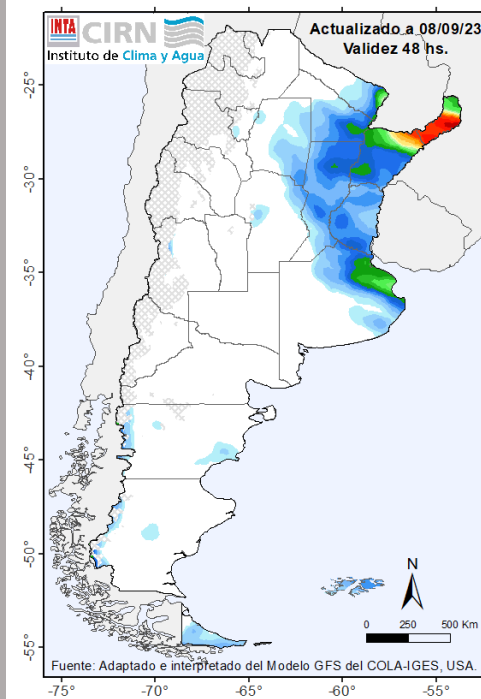 INTA CIRN
Instituto de Clima y Agua
Actualizado a 08/09/23
Validez 48 hs.
-25°
-30°
-35°
-40°
-45°
-50°
-55°
N
0 250 500 Km
Fuente: Adaptado e interpretado del Modelo GFS del COLA-IGES, USA.
-75° -70° -65° -60° -55°